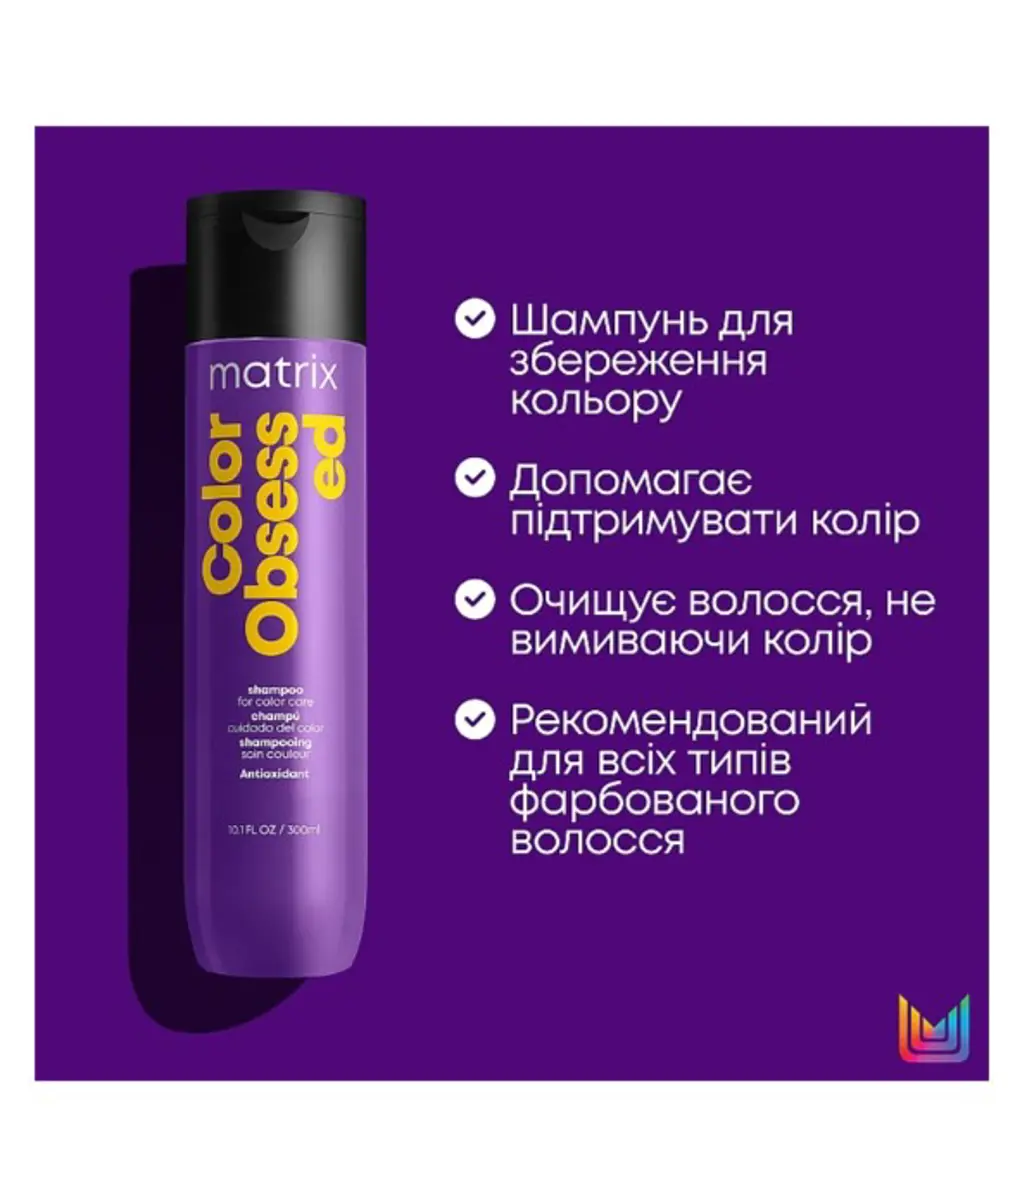 matrix
Color
Obsess
ed
shampoo
for color care
champú
cuidado del color
shampooing
soin couleur
Antioxidant
10.1 FL OZ / 300ml
Шампунь для
збереження
кольору
Допомагає
підтримувати колір
Очищує волосся, не
вимиваючи колір
Рекомендований
для всіх типів
фарбованого
волосся